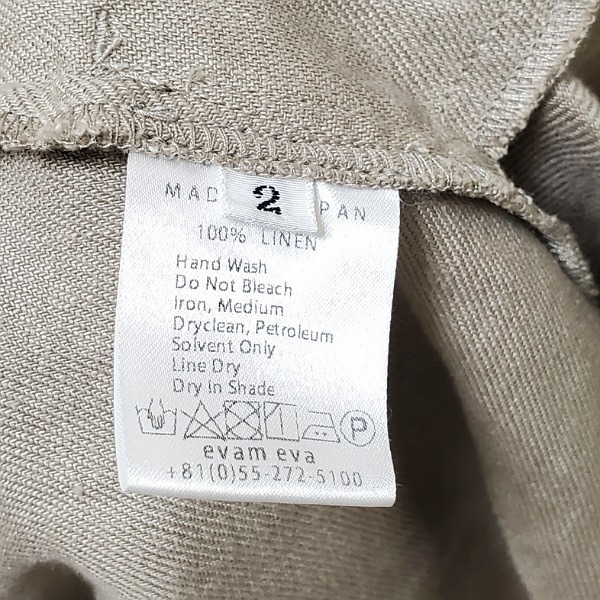 MAD PAN
2
100% LINEN
Hand Wash
Do Not Bleach
Iron, Medium
Dryclean, Petroleum
Solvent Only
Line Dry
Dry in Shade
P
evam eva
+81(0)55-272-5100